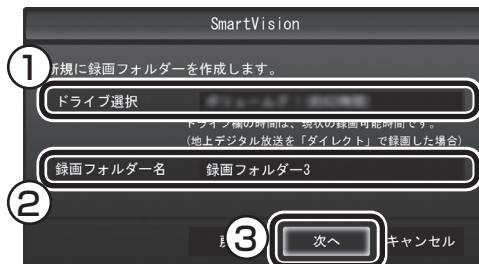 SmartVision
①
新規に録画フォルダーを作成します。
ドライブ選択
ドライブ欄の時間は、現状の録画可能時間です。
(地上デジタル放送を「ダイレクト」で録画した場合)
録画フォルダー名 録画フォルダー3
②
③ 次へ キャンセル